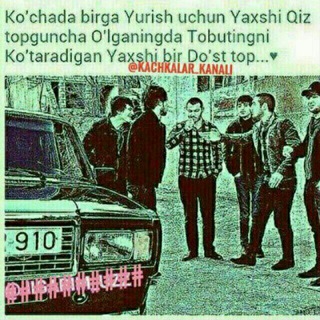 Ko'chada birga Yurish uchun Yaxshi Qiz
topguncha O'lganingda Tobutingni
Ko'taradigan Yaxshi bir Do'st top...♥
@KACHKALAR_KANALI
910